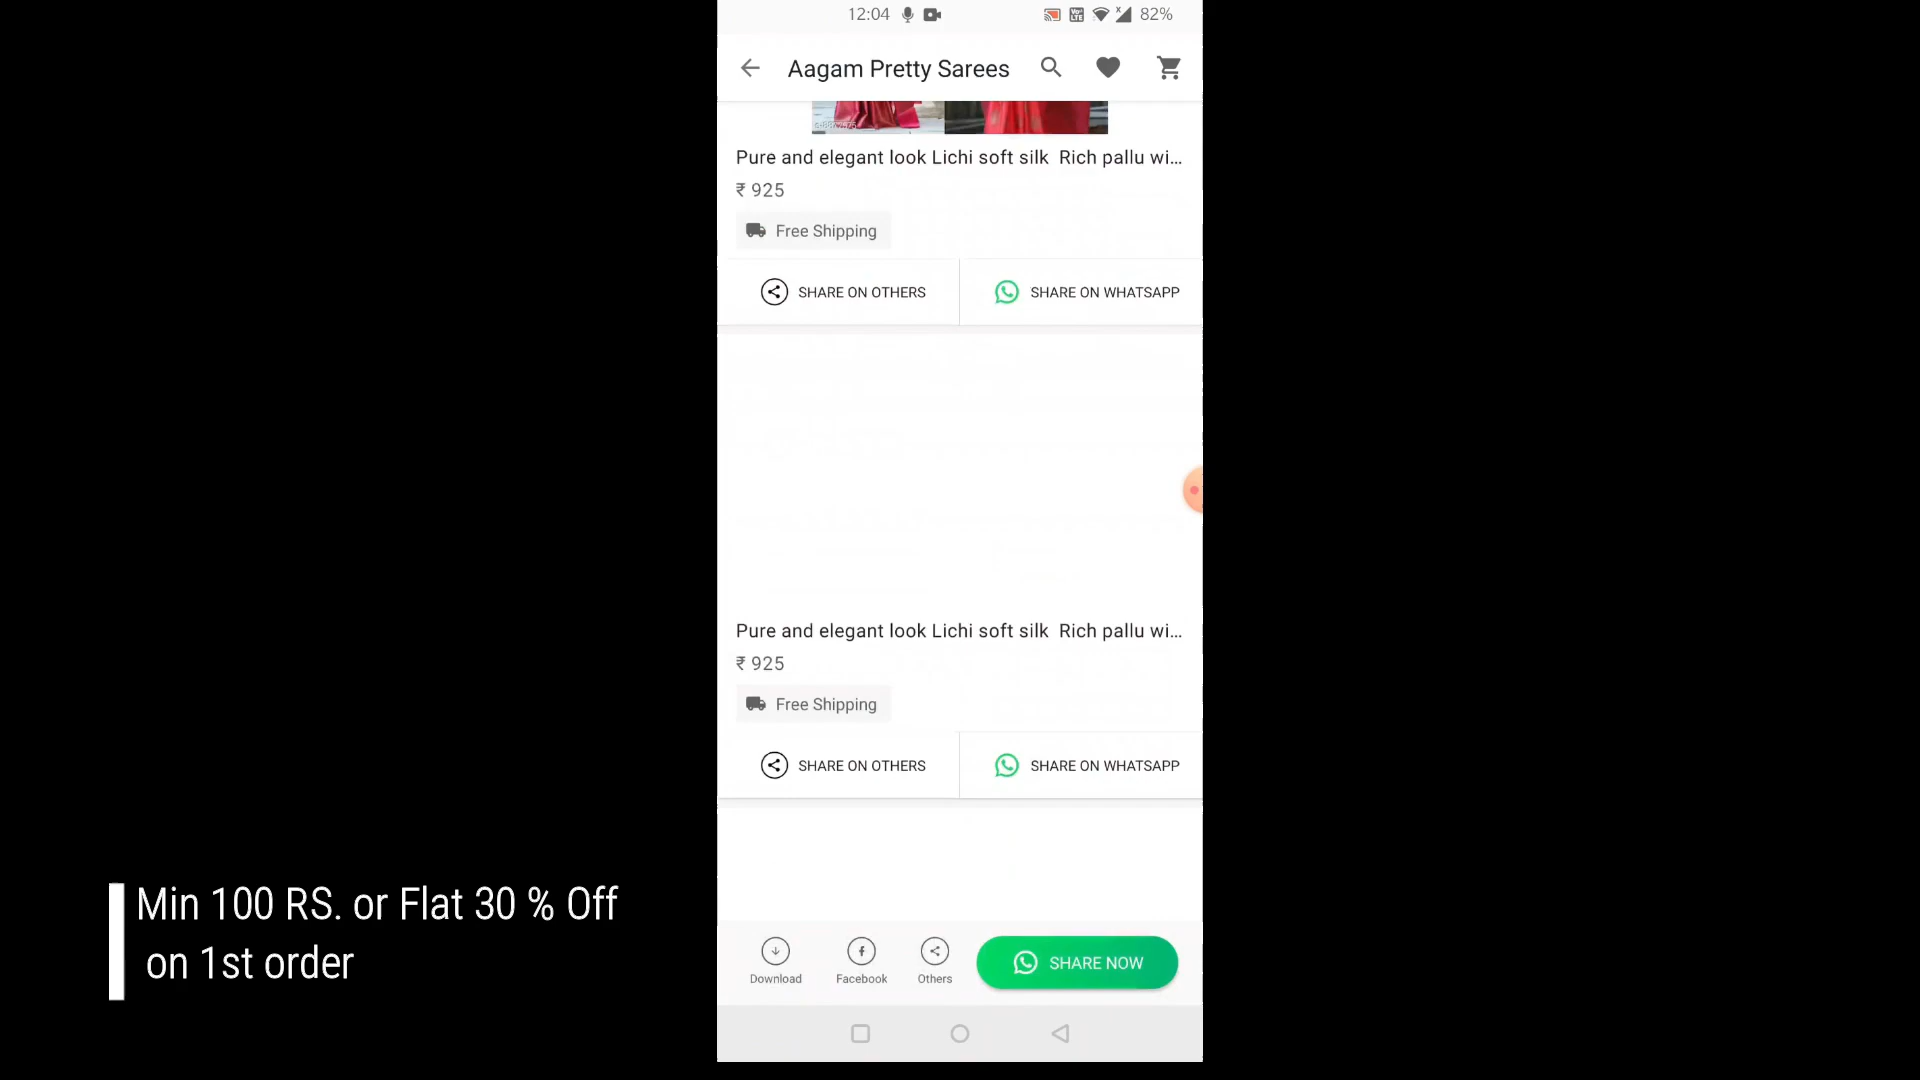 12:04 82%
Aagam Pretty Sarees
Pure and elegant look Lichi soft silk Rich pallu wi...
₹ 925
Free Shipping
SHARE ON OTHERS SHARE ON WHATSAPP
Pure and elegant look Lichi soft silk Rich pallu wi...
₹ 925
Free Shipping
SHARE ON OTHERS SHARE ON WHATSAPP
Min 100 RS. or Flat 30 % Off
on 1st order
Download Facebook Others SHARE NOW